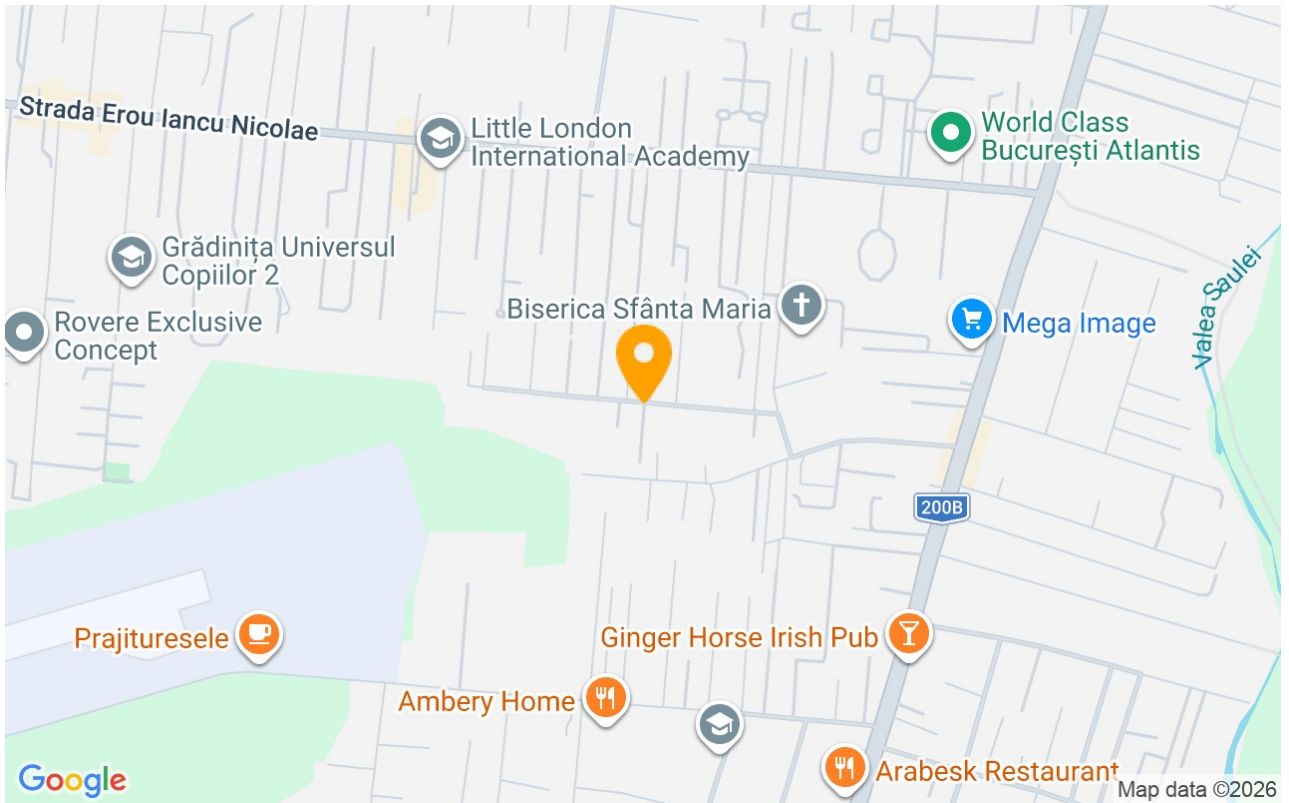 Strada Erou Iancu Nicolae
Little London
International Academy
World Class
București Atlantis
Grădinița Universul
Copiilor 2
Valea Saulei
Biserica Sfânta Maria
Rovere Exclusive
Concept
Mega Image
200B
Prajituresele
Ginger Horse Irish Pub
Ambery Home
Arabesk Restaurant
Google
Map data ©2026